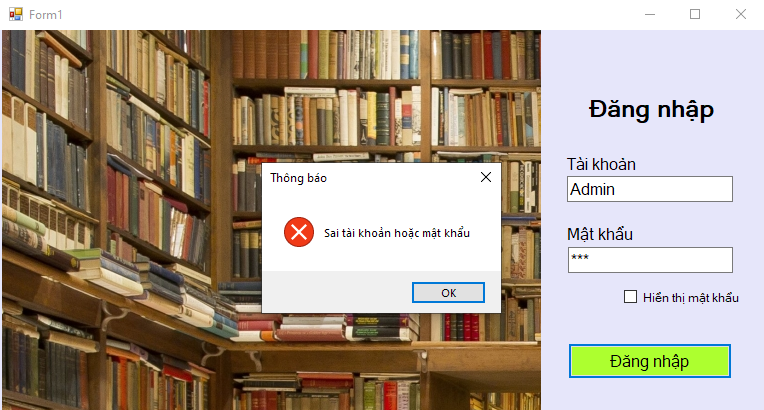 Form1
Đăng nhập
Tài khoản
Admin
Mật khẩu
***
Hiển thị mật khẩu
Đăng nhập
Thông báo
Sai tài khoản hoặc mật khẩu
OK